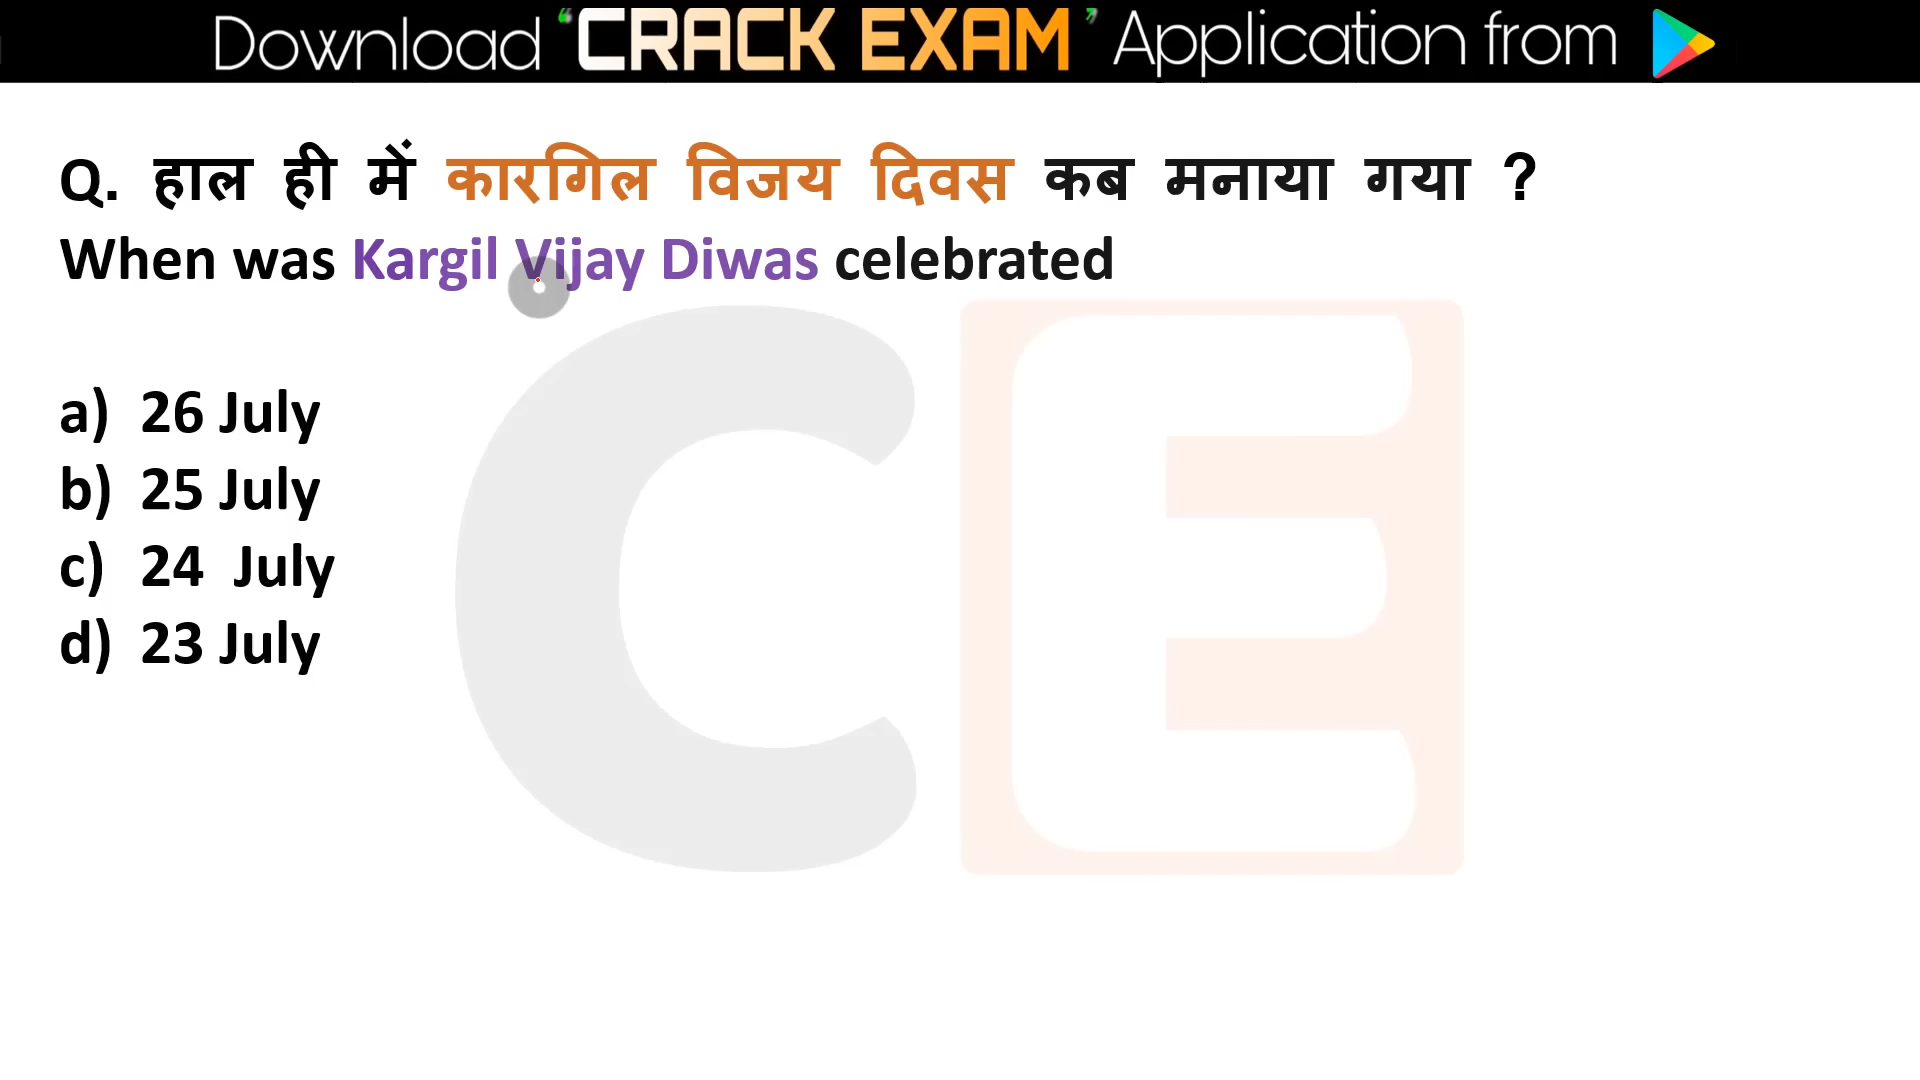 Download ‘CRACK EXAM’ Application from
Q. हाल ही में कारगिल विजय दिवस कब मनाया गया ?
When was Kargil Vijay Diwas celebrated
a) 26 July
b) 25 July
c) 24 July
d) 23 July
CE